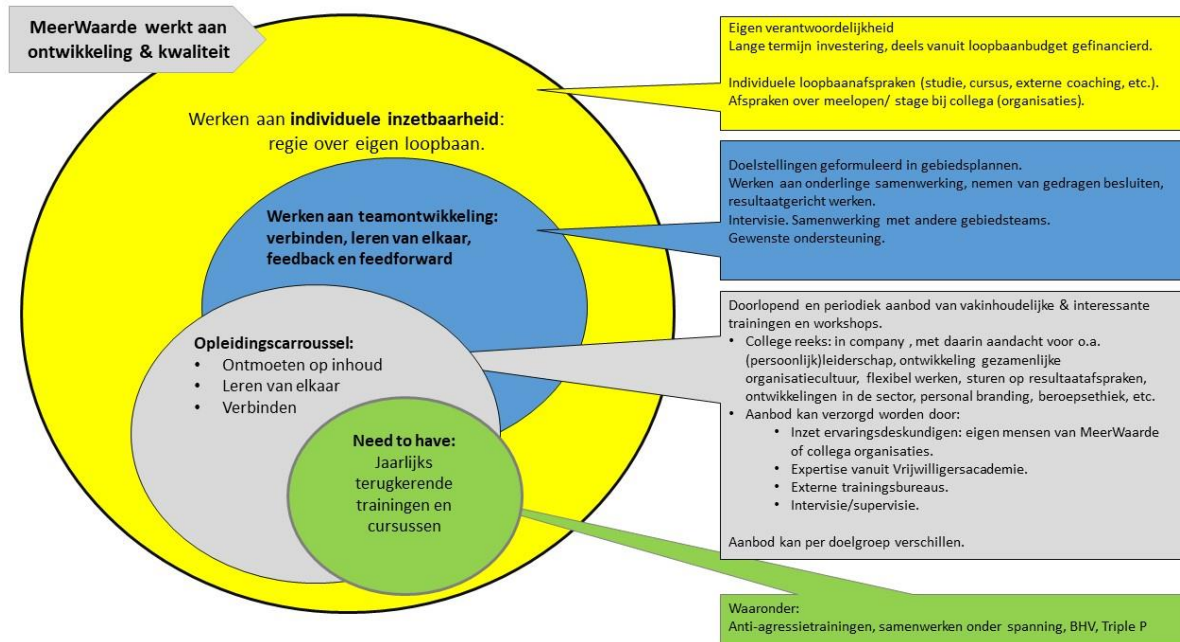 MeerWaarde werkt aan
ontwikkeling & kwaliteit
Werken aan individuele inzetbaarheid:
regie over eigen loopbaan.
Werken aan teamontwikkeling:
verbinden, leren van elkaar,
feedback en feedforward
Opleidingscarroussel:
• Ontmoeten op inhoud
• Leren van elkaar
• Verbinden
Need to have:
Jaarlijks
terugkerende
trainingen en
cursussen
Eigen verantwoordelijkheid
Lange termijn investering, deels vanuit loopbaanbudget gefinancierd.
Individuele loopbaanafspraken (studie, cursus, externe coaching, etc.).
Afspraken over meelopen/ stage bij collega (organisaties).
Doelstellingen geformuleerd in gebiedsplannen.
Werken aan onderlinge samenwerking, nemen van gedragen besluiten,
resultaatgericht werken.
Intervisie. Samenwerking met andere gebiedsteams.
Gewenste ondersteuning.
Doorlopend en periodiek aanbod van vakinhoudelijke & interessante
trainingen en workshops.
• College reeks: in company , met daarin aandacht voor o.a.
(persoonlijk)leiderschap, ontwikkeling gezamenlijke
organisatiecultuur, flexibel werken, sturen op resultaatafspraken,
ontwikkelingen in de sector, personal branding, beroepsethiek, etc.
• Aanbod kan verzorgd worden door:
• Inzet ervaringsdeskundigen: eigen mensen van MeerWaarde
of collega organisaties.
• Expertise vanuit Vrijwilligersacademie.
• Externe trainingsbureaus.
• Intervisie/supervisie.
Aanbod kan per doelgroep verschillen.
Waaronder:
Anti-agressietrainingen, samenwerken onder spanning, BHV, Triple P